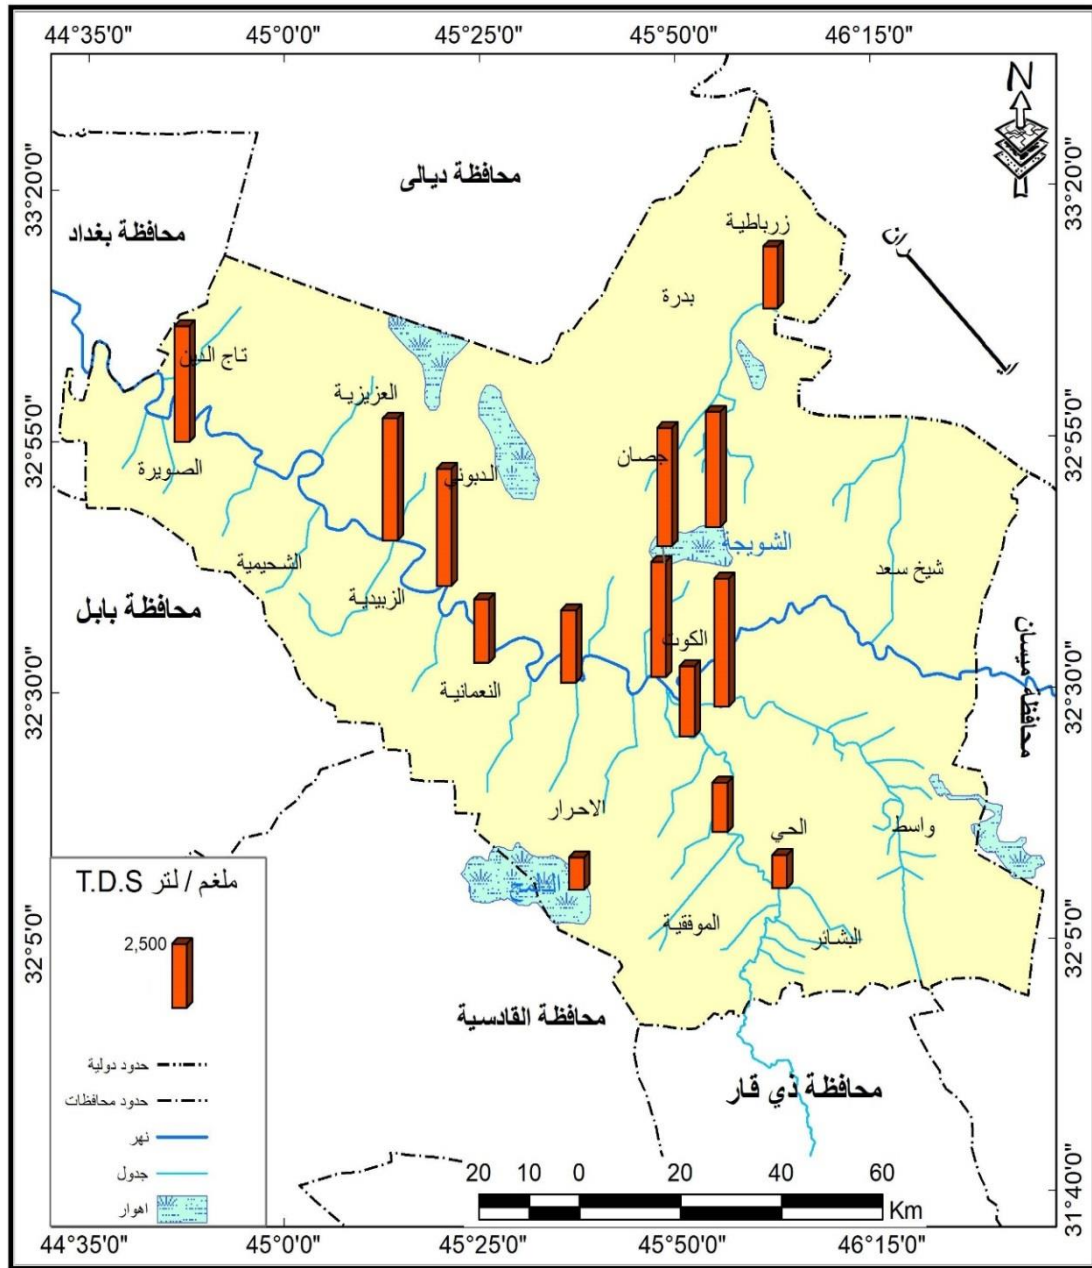 44°35'0" 45°0'0" 45°25'0" 45°50'0" 46°15'0"
N
33°20'0" 33°20'0"
محافظة ديالى
محافظة بغداد
زرباطية
بدرة
تاج الدين
العزيزية
32°55'0" 32°55'0"
الصويرة
الدبوني
جصان
الشويجة
الشحيمية
الزبيدية
شيخ سعد
محافظة بابل
الكوت
محافظة ميسان
النعمانية
32°30'0" 32°30'0"
الاحرار
الحي
واسط
الموفقية
البشائر
32°5'0" 32°5'0"
محافظة القادسية
محافظة ذي قار
T.D.S ملغم / لتر
2,500
حدود دولية
حدود محافظات
نهر
جدول
اهوار
20 10 0 20 40 60
Km
31°40'0"
44°35'0" 45°0'0" 45°25'0" 45°50'0" 46°15'0"